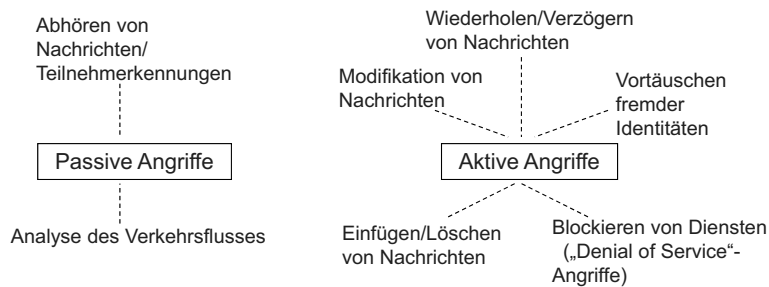 Abhören von
Nachrichten/
Teilnehmerkennungen
Passive Angriffe
Analyse des Verkehrsflusses
Wiederholen/Verzögern
von Nachrichten
Modifikation von
Nachrichten
Vortäuschen
fremder
Identitäten
Aktive Angriffe
Einfügen/Löschen
von Nachrichten
Blockieren von Diensten
(„Denial of Service“-
Angriffe)